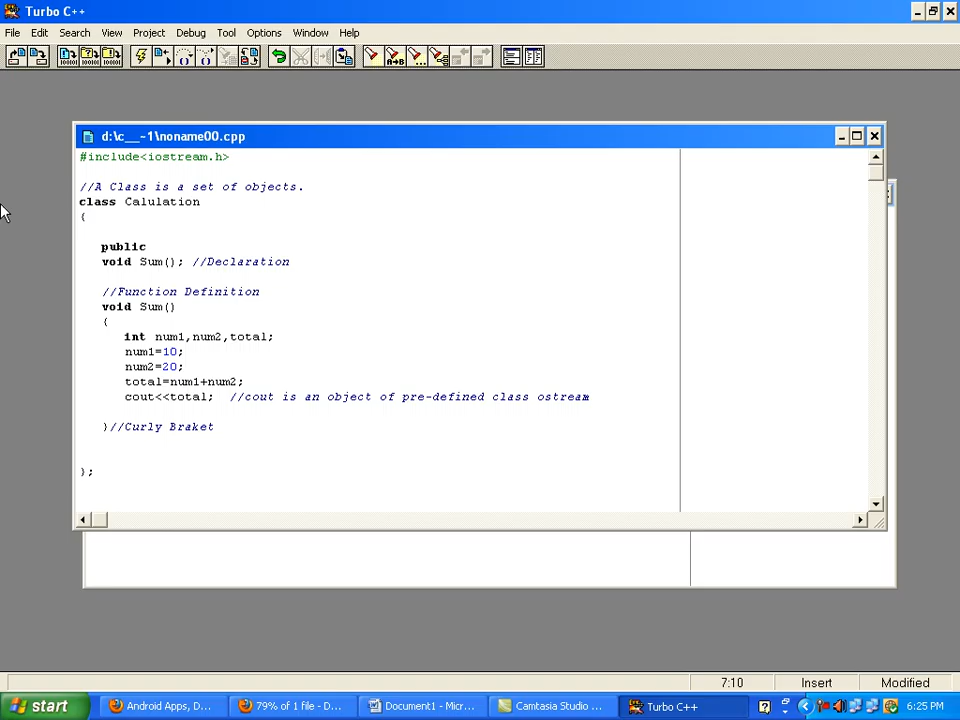 Turbo C++
File Edit Search View Project Debug Tool Options Window Help
d:\c__-1\noname00.cpp
#include<iostream.h>
//A Class is a set of objects.
class Calulation
{
public
void Sum(); //Declaration
//Function Definition
void Sum()
{
int num1,num2,total;
num1=10;
num2=20;
total=num1+num2;
cout<<total; //cout is an object of pre-defined class ostream
}//Curly Braket
};
7:10 Insert Modified
start Android Apps, D... 79% of 1 file - D... Document1 - Micr... Camtasia Studio ... Turbo C++ 6:25 PM